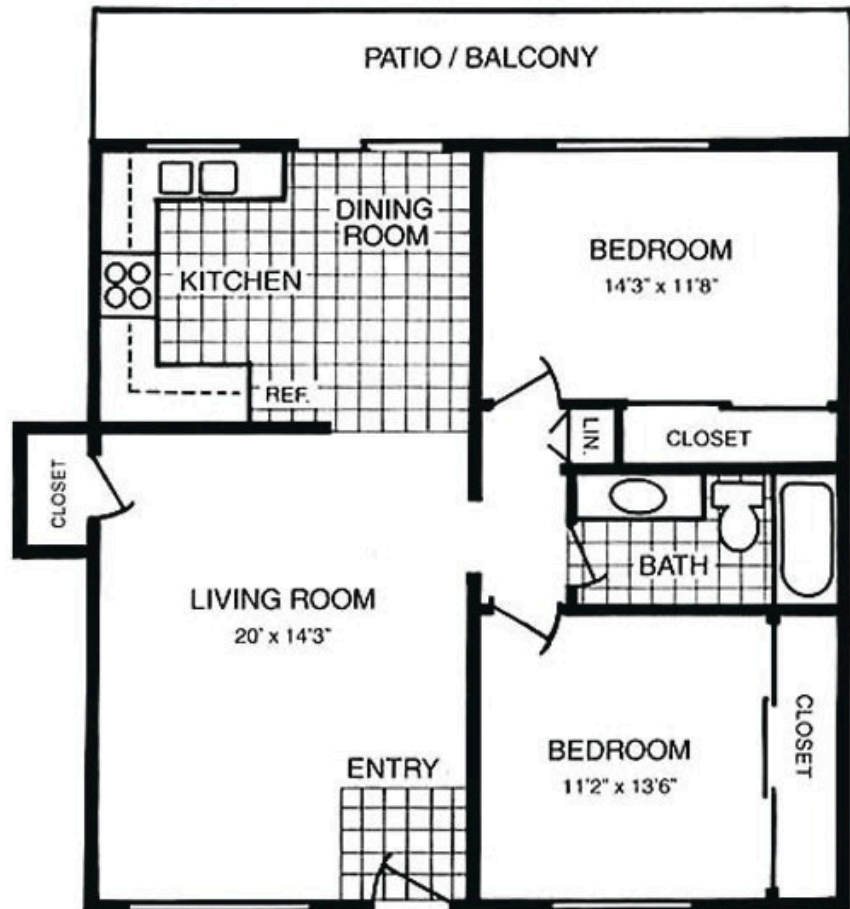 PATIO / BALCONY
DINING
ROOM
KITCHEN
REF.
BEDROOM
14'3" x 11'8"
LIN.
CLOSET
CLOSET
BATH
LIVING ROOM
20' x 14'3"
ENTRY
BEDROOM
11'2" x 13'6"
CLOSET